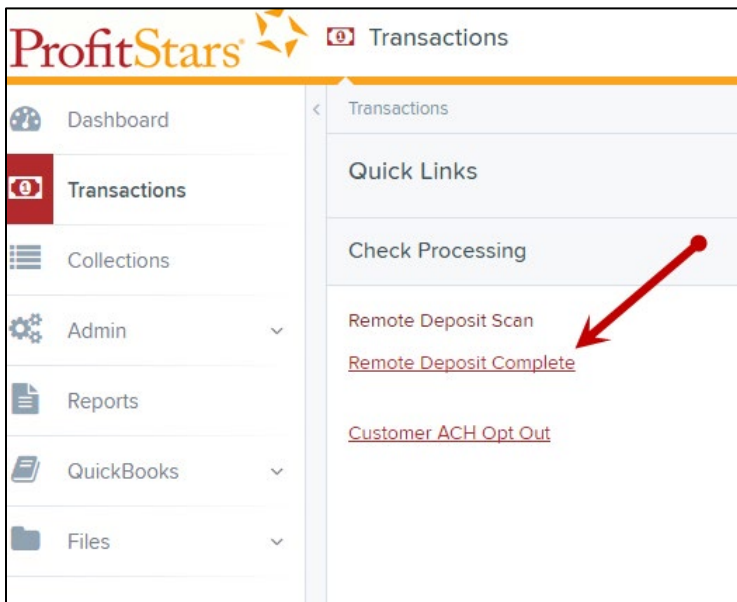 ProfitStars®
Transactions
Dashboard
Transactions
Collections
Admin
Reports
QuickBooks
Files
Transactions
Quick Links
Check Processing
Remote Deposit Scan
Remote Deposit Complete
Customer ACH Opt Out